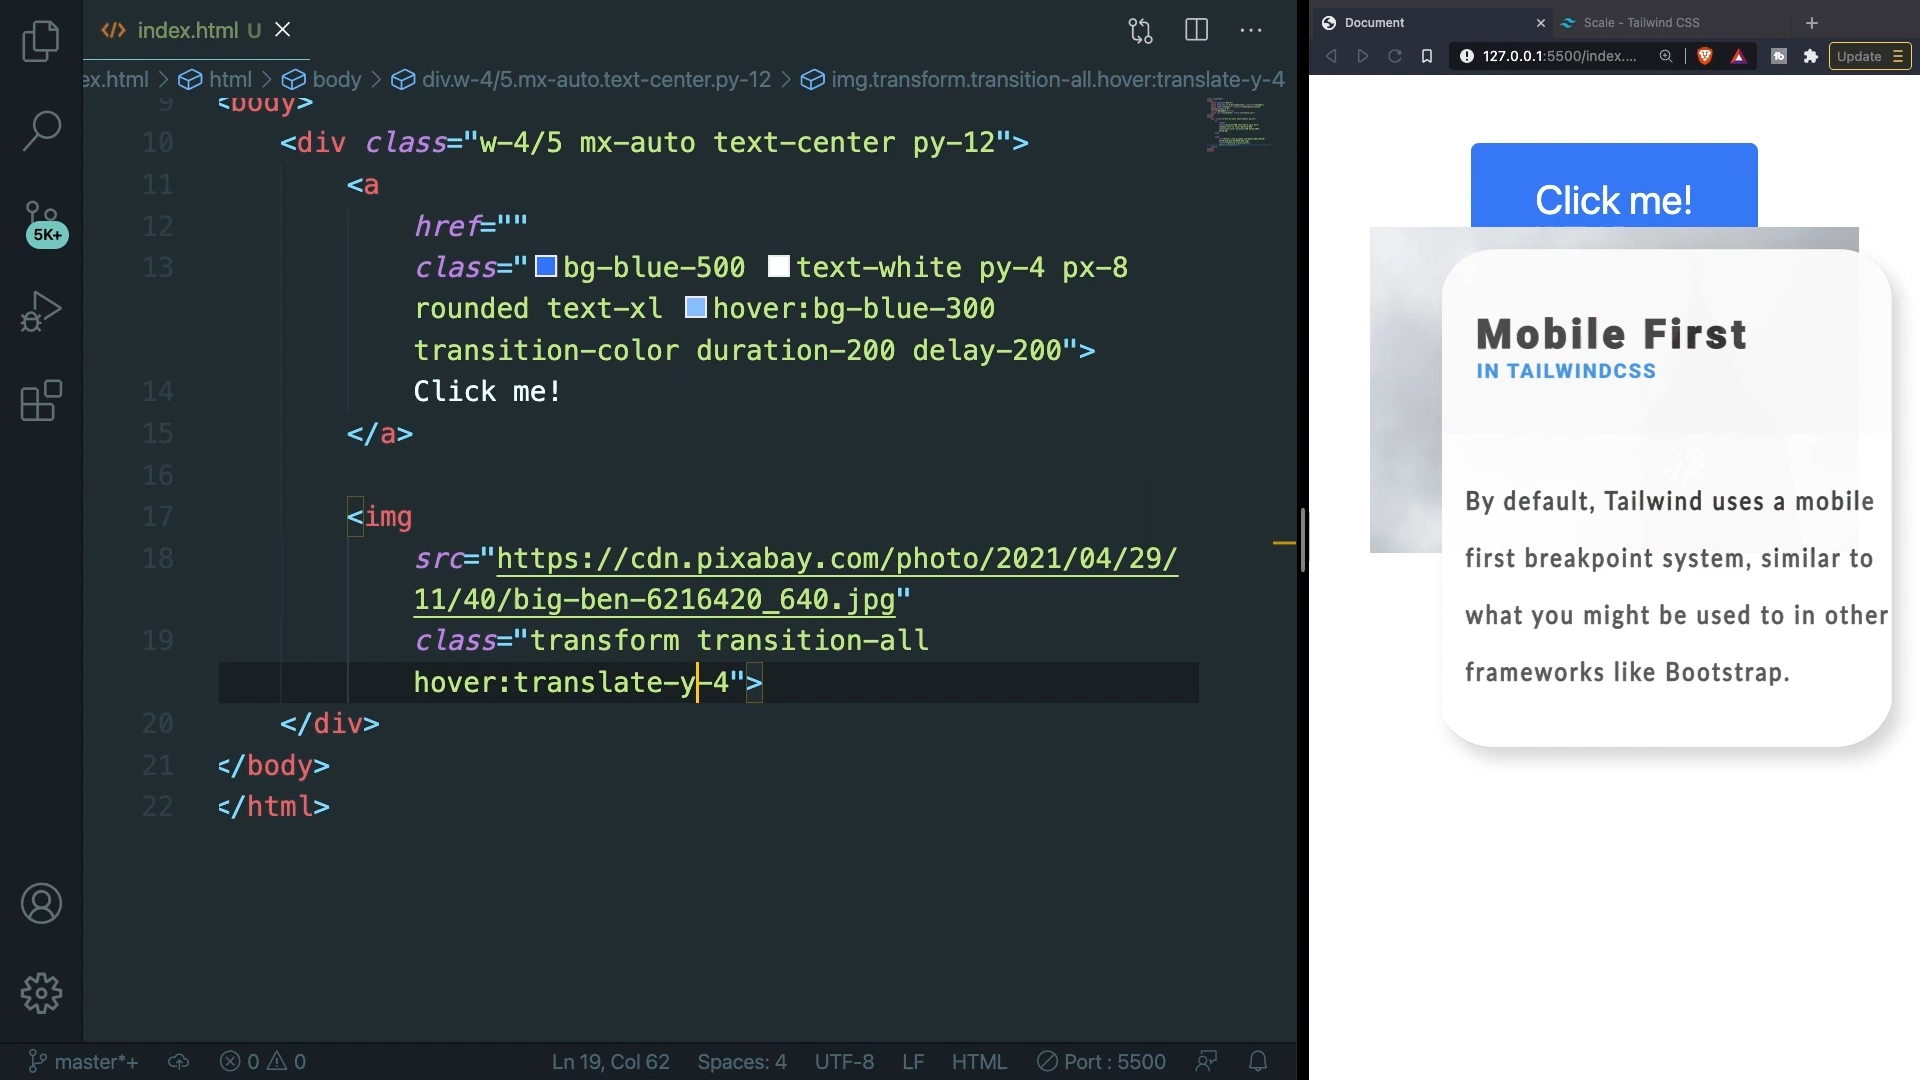 index.html U
ex.html > html > body > div.w-4/5.mx-auto.text-center.py-12 > img.transform.transition-all.hover:translate-y-4
9 <body>
10 <div class="w-4/5 mx-auto text-center py-12">
11 <a
12 href=""
13 class="bg-blue-500 text-white py-4 px-8
rounded text-xl hover:bg-blue-300
transition-color duration-200 delay-200">
14 Click me!
15 </a>
16
17 <img
18 src="https://cdn.pixabay.com/photo/2021/04/29/
11/40/big-ben-6216420_640.jpg"
19 class="transform transition-all
hover:translate-y-4">
20 </div>
21 </body>
22 </html>
5K+
master*+ 0 0 Ln 19, Col 62 Spaces: 4 UTF-8 LF HTML Port : 5500
Document Scale - Tailwind CSS
127.0.0.1:5500/index.... Update
Click me!
Mobile First
IN TAILWINDCSS
By default, Tailwind uses a mobile
first breakpoint system, similar to
what you might be used to in other
frameworks like Bootstrap.